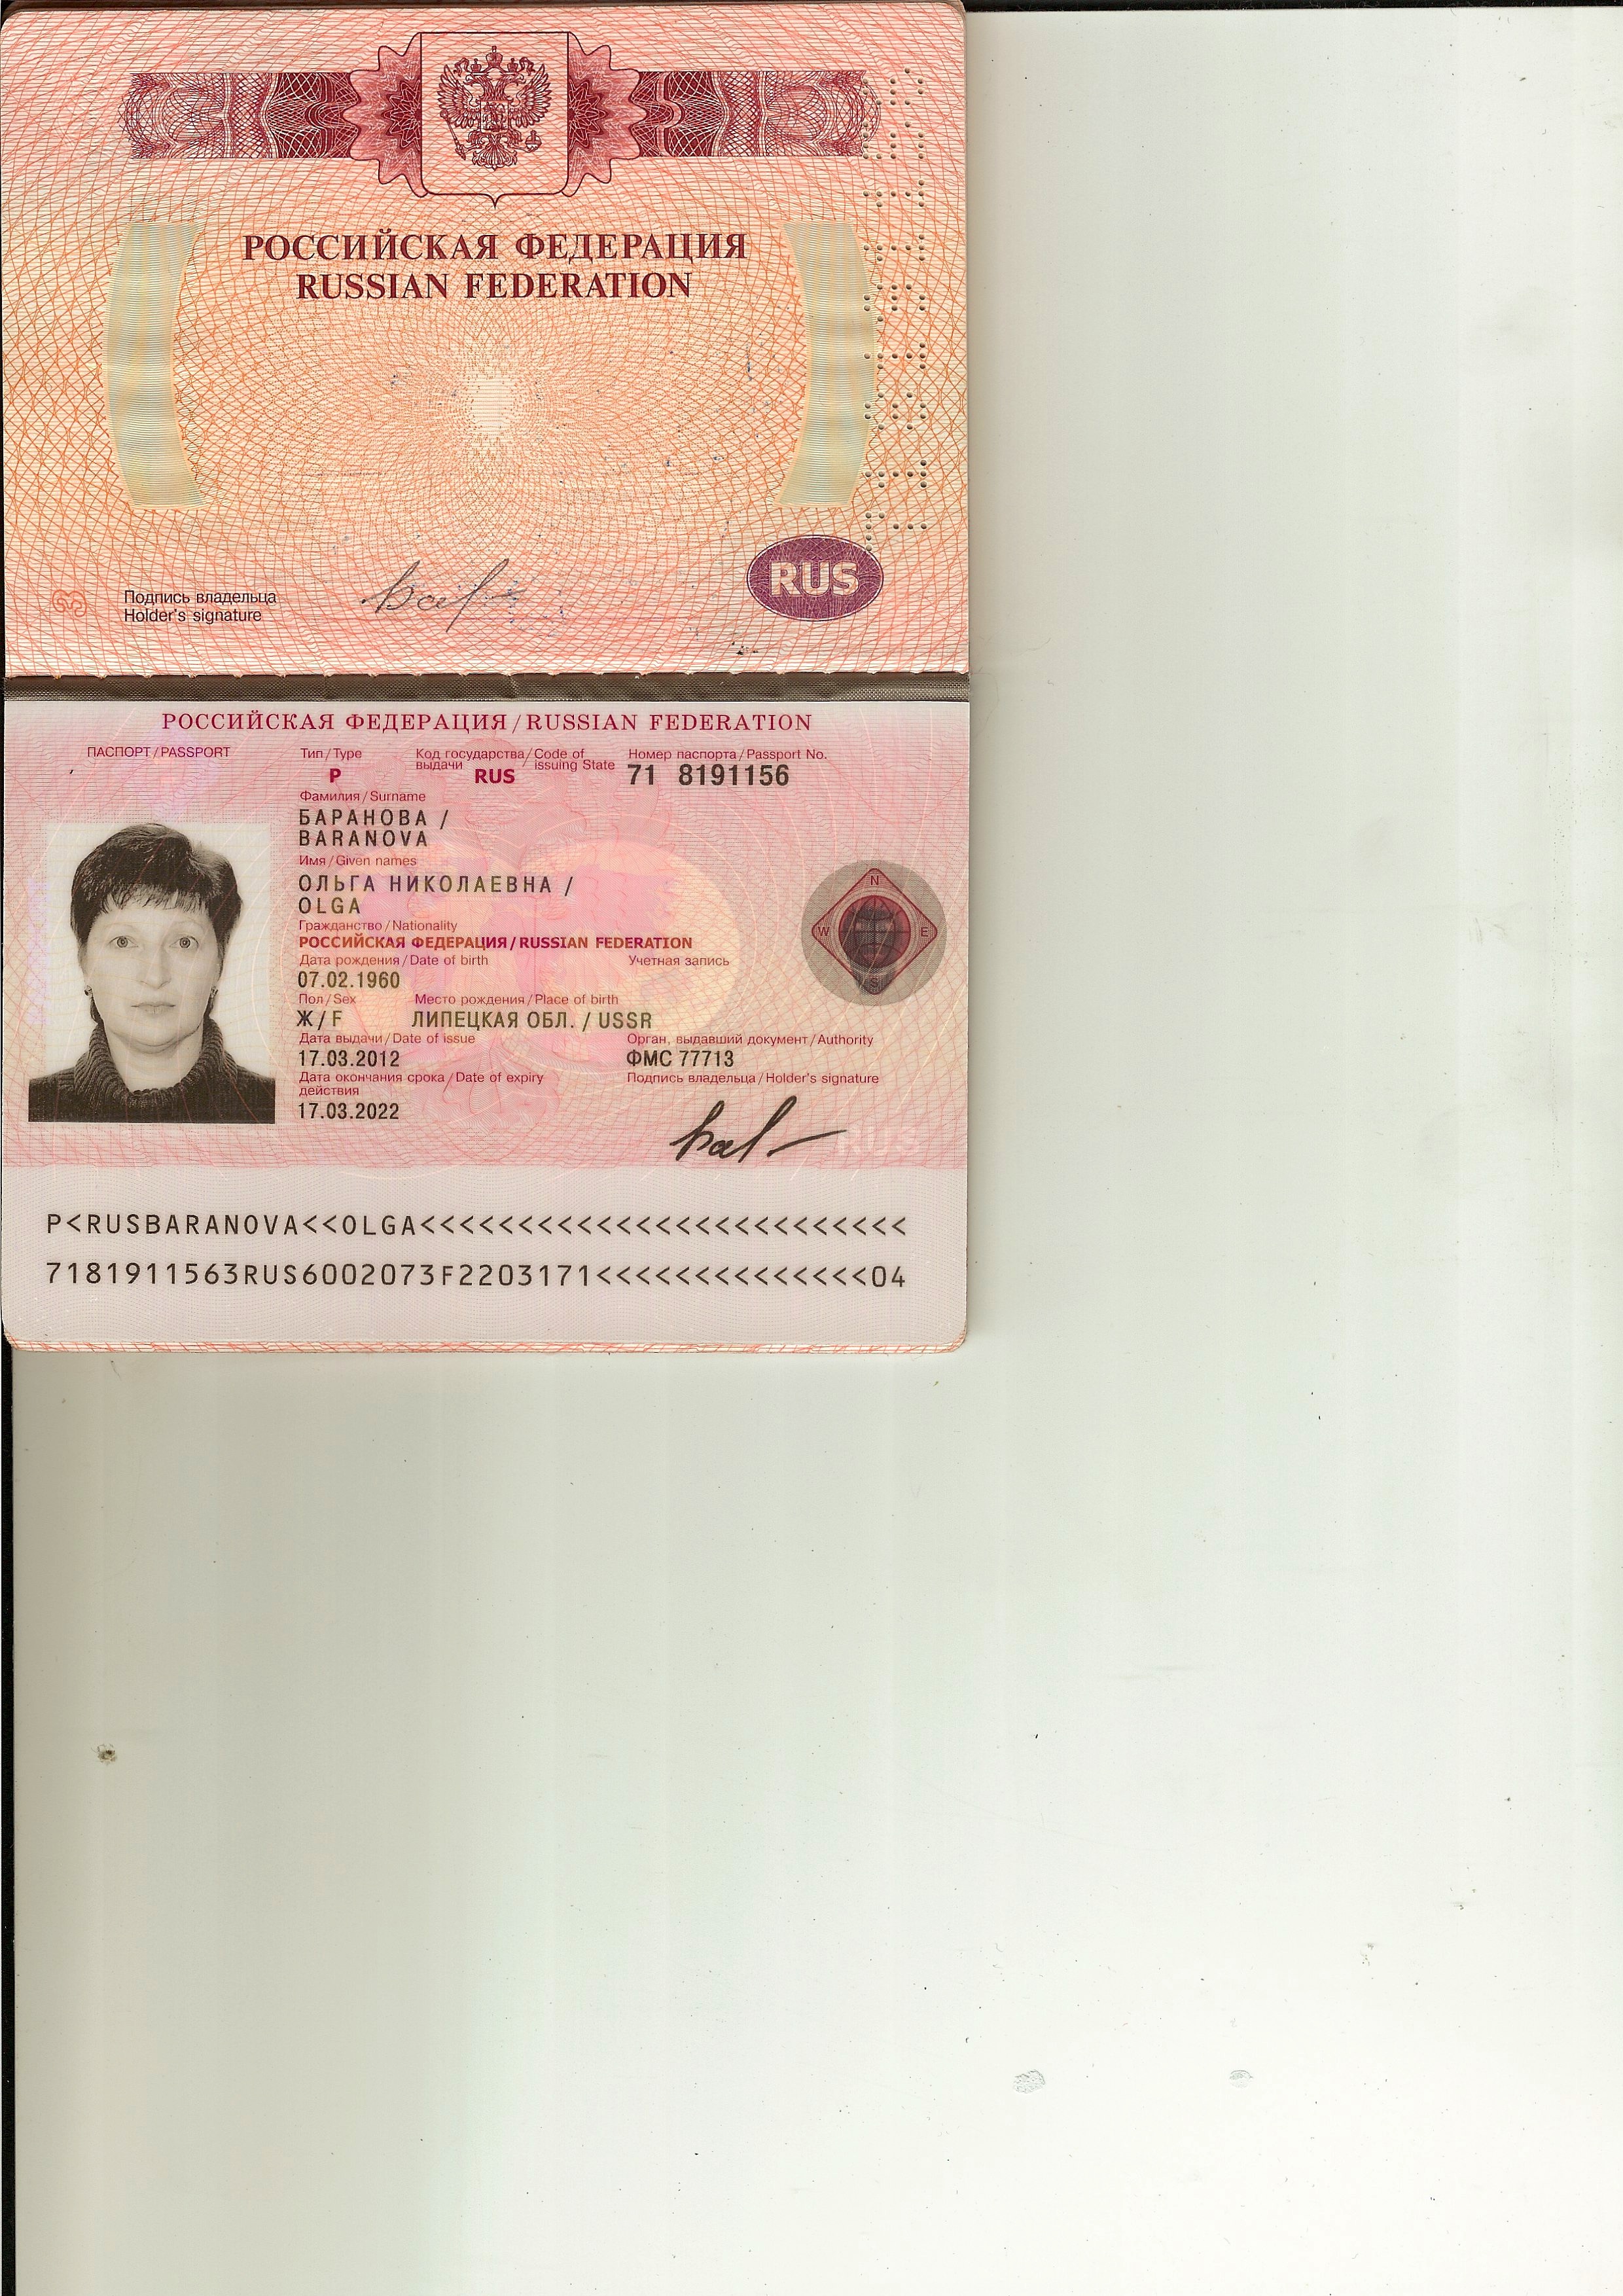 РОССИЙСКАЯ ФЕДЕРАЦИЯ
RUSSIAN FEDERATION
Подпись владельца
Holder's signature
RUS
РОССИЙСКАЯ ФЕДЕРАЦИЯ / RUSSIAN FEDERATION
ПАСПОРТ / PASSPORT
Тип / Type
Код государства / Code of
выдачи issuing State
Номер паспорта / Passport No.
P
RUS
71 8191156
Фамилия / Surname
БАРАНОВА /
BARANOVA
Имя / Given names
ОЛЬГА НИКОЛАЕВНА /
OLGA
Гражданство / Nationality
РОССИЙСКАЯ ФЕДЕРАЦИЯ / RUSSIAN FEDERATION
Дата рождения / Date of birth
Учетная запись
07.02.1960
Пол / Sex
Место рождения / Place of birth
Ж / F
ЛИПЕЦКАЯ ОБЛ. / USSR
Дата выдачи / Date of issue
Орган, выдавший документ / Authority
17.03.2012
ФМС 77713
Дата окончания срока / Date of expiry
действия
Подпись владельца / Holder's signature
17.03.2022
N
W
E
S
RUS
P<RUSBARANOVA<<OLGA<<<<<<<<<<<<<<<<<<<<<<<<<
7181911563RUS6002073F2203171<<<<<<<<<<<<<<04